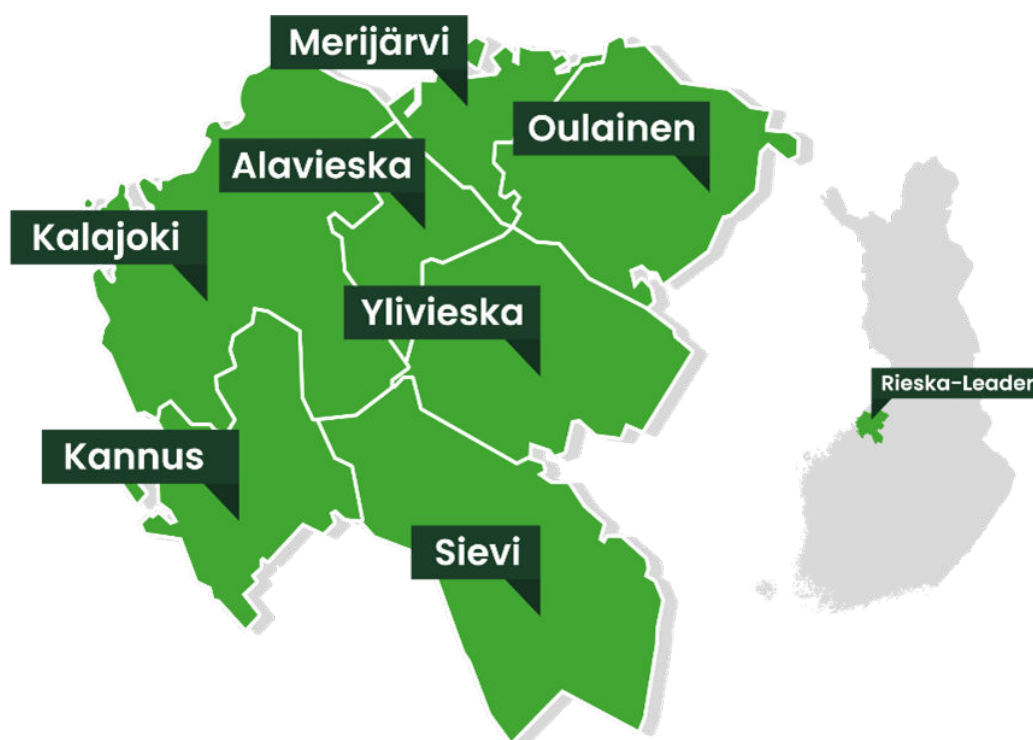 Merijärvi
Oulainen
Alavieska
Kalajoki
Ylivieska
Rieska-Leader
Kannus
Sievi